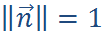 ‖n⃗‖ = 1